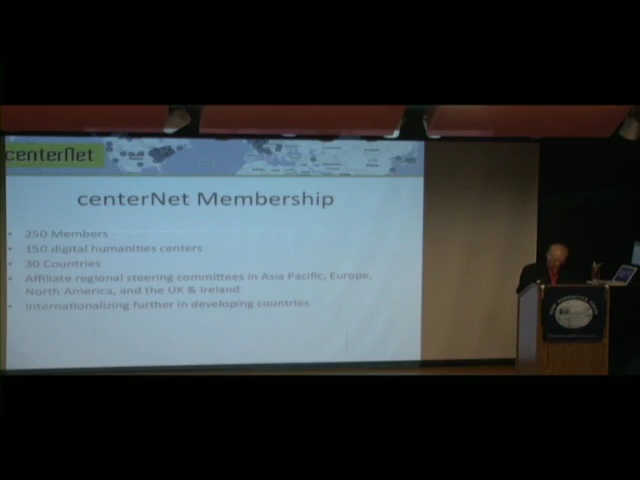 centerNet
centerNet Membership
• 250 Members
• 150 digital humanities centers
• 30 Countries
• Affiliate regional steering committees in Asia Pacific, Europe,
North America, and the UK & Ireland
• Internationalizing further in developing countries